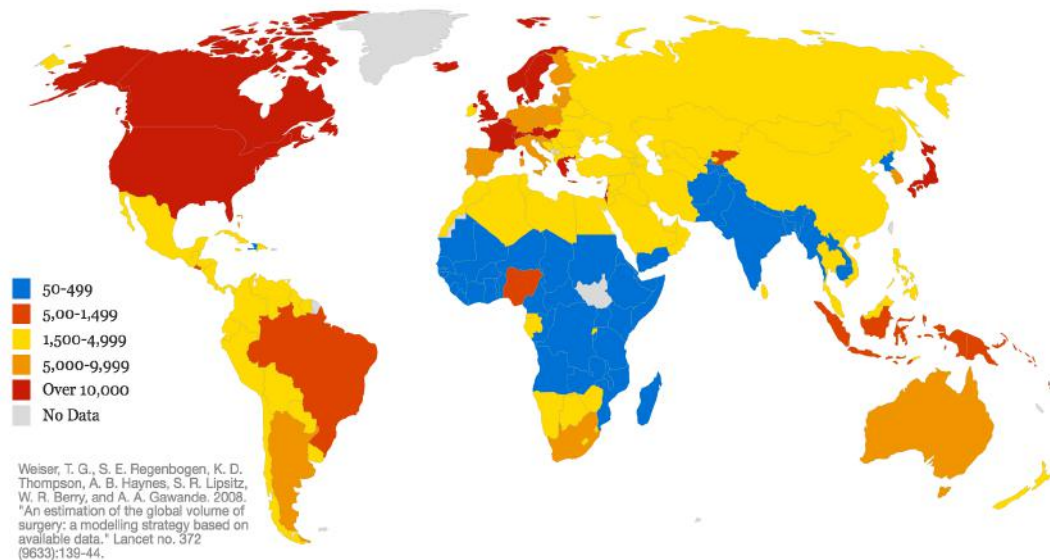 50-499
5,00-1,499
1,500-4,999
5,000-9,999
Over 10,000
No Data
Weiser, T. G., S. E. Regenbogen, K. D.
Thompson, A. B. Haynes, S. R. Lipsitz,
W. R. Berry, and A. A. Gawande. 2008.
"An estimation of the global volume of
surgery: a modelling strategy based on
available data." Lancet no. 372
(9633):139-44.